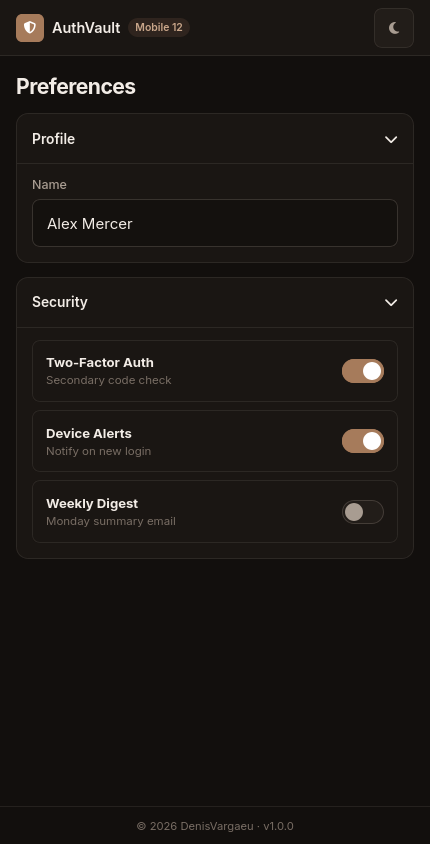 AuthVault Mobile 12
Preferences
Profile
Name
Alex Mercer
Security
Two-Factor Auth
Secondary code check
Device Alerts
Notify on new login
Weekly Digest
Monday summary email
© 2026 DenisVargaeu · v1.0.0